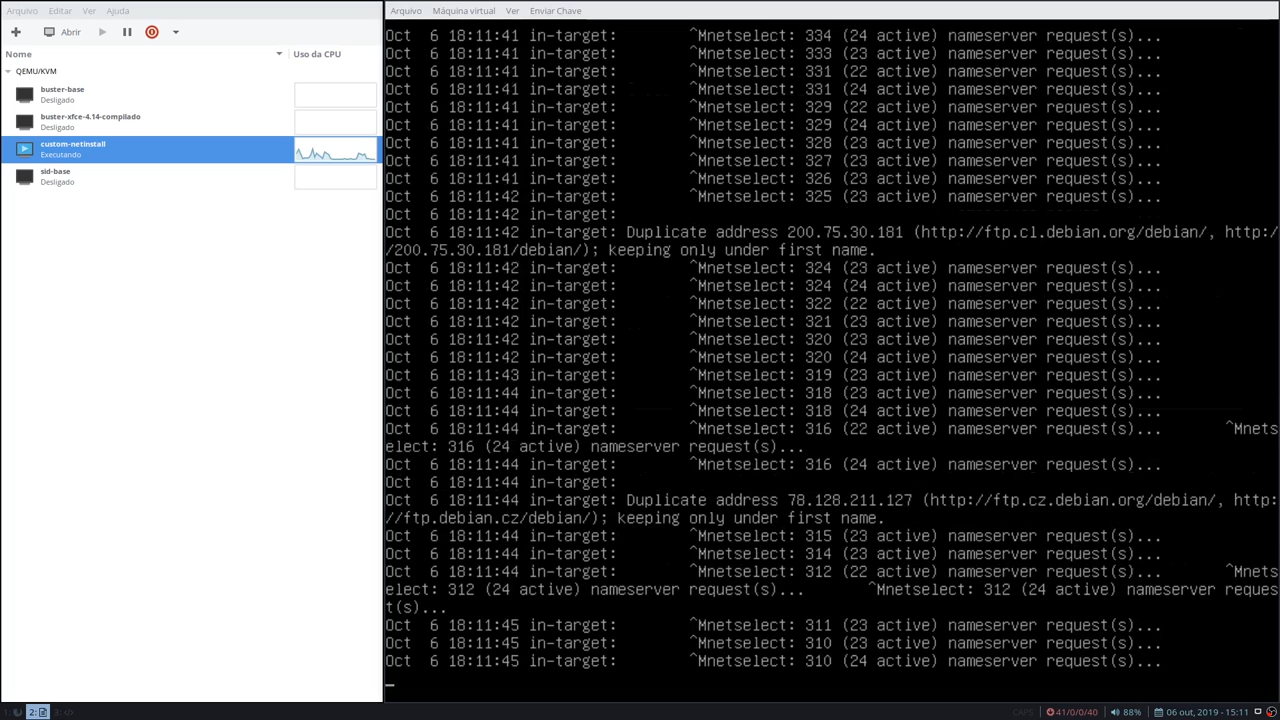 Arquivo Editar Ver Ajuda
Abrir
Nome Uso da CPU
QEMU/KVM
buster-base
Desligado
buster-xfce-4.14-compilado
Desligado
custom-netinstall
Executando
sid-base
Desligado
Arquivo Máquina virtual Ver Enviar Chave
Oct  6 18:11:41 in-target:        ^Mnetselect: 334 (24 active) nameserver request(s)...
Oct  6 18:11:41 in-target:        ^Mnetselect: 333 (23 active) nameserver request(s)...
Oct  6 18:11:41 in-target:        ^Mnetselect: 331 (22 active) nameserver request(s)...
Oct  6 18:11:41 in-target:        ^Mnetselect: 331 (24 active) nameserver request(s)...
Oct  6 18:11:41 in-target:        ^Mnetselect: 329 (22 active) nameserver request(s)...
Oct  6 18:11:41 in-target:        ^Mnetselect: 329 (24 active) nameserver request(s)...
Oct  6 18:11:41 in-target:        ^Mnetselect: 328 (23 active) nameserver request(s)...
Oct  6 18:11:41 in-target:        ^Mnetselect: 327 (23 active) nameserver request(s)...
Oct  6 18:11:41 in-target:        ^Mnetselect: 326 (23 active) nameserver request(s)...
Oct  6 18:11:42 in-target:        ^Mnetselect: 325 (23 active) nameserver request(s)...
Oct  6 18:11:42 in-target:
Oct  6 18:11:42 in-target: Duplicate address 200.75.30.181 (http://ftp.cl.debian.org/debian/, http:/
/200.75.30.181/debian/); keeping only under first name.
Oct  6 18:11:42 in-target:        ^Mnetselect: 324 (23 active) nameserver request(s)...
Oct  6 18:11:42 in-target:        ^Mnetselect: 324 (24 active) nameserver request(s)...
Oct  6 18:11:42 in-target:        ^Mnetselect: 322 (22 active) nameserver request(s)...
Oct  6 18:11:42 in-target:        ^Mnetselect: 321 (23 active) nameserver request(s)...
Oct  6 18:11:42 in-target:        ^Mnetselect: 320 (23 active) nameserver request(s)...
Oct  6 18:11:42 in-target:        ^Mnetselect: 320 (24 active) nameserver request(s)...
Oct  6 18:11:43 in-target:        ^Mnetselect: 319 (23 active) nameserver request(s)...
Oct  6 18:11:44 in-target:        ^Mnetselect: 318 (23 active) nameserver request(s)...
Oct  6 18:11:44 in-target:        ^Mnetselect: 318 (24 active) nameserver request(s)...
Oct  6 18:11:44 in-target:        ^Mnetselect: 316 (22 active) nameserver request(s)...       ^Mnets
elect: 316 (24 active) nameserver request(s)...
Oct  6 18:11:44 in-target:        ^Mnetselect: 316 (24 active) nameserver request(s)...
Oct  6 18:11:44 in-target:
Oct  6 18:11:44 in-target: Duplicate address 78.128.211.127 (http://ftp.cz.debian.org/debian/, http:
//ftp.debian.cz/debian/); keeping only under first name.
Oct  6 18:11:44 in-target:        ^Mnetselect: 315 (23 active) nameserver request(s)...
Oct  6 18:11:44 in-target:        ^Mnetselect: 314 (23 active) nameserver request(s)...
Oct  6 18:11:44 in-target:        ^Mnetselect: 312 (22 active) nameserver request(s)...       ^Mnets
elect: 312 (24 active) nameserver request(s)...       ^Mnetselect: 312 (24 active) nameserver reques
t(s)...
Oct  6 18:11:45 in-target:        ^Mnetselect: 311 (23 active) nameserver request(s)...
Oct  6 18:11:45 in-target:        ^Mnetselect: 310 (23 active) nameserver request(s)...
Oct  6 18:11:45 in-target:        ^Mnetselect: 310 (24 active) nameserver request(s)...
1: 2: 3: CAPS 41/0/0/40 88% 06 out, 2019 - 15:11